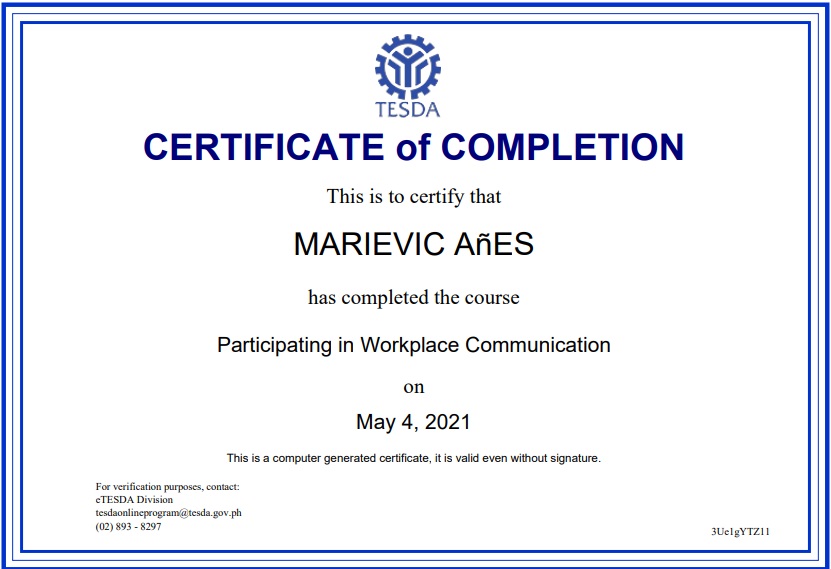 TESDA
CERTIFICATE of COMPLETION
This is to certify that
MARIEVIC AñES
has completed the course
Participating in Workplace Communication
on
May 4, 2021
This is a computer generated certificate, it is valid even without signature.
For verification purposes, contact:
eTESDA Division
tesdaonlineprogram@tesda.gov.ph
(02) 893 - 8297
3Ue1gYTZ11